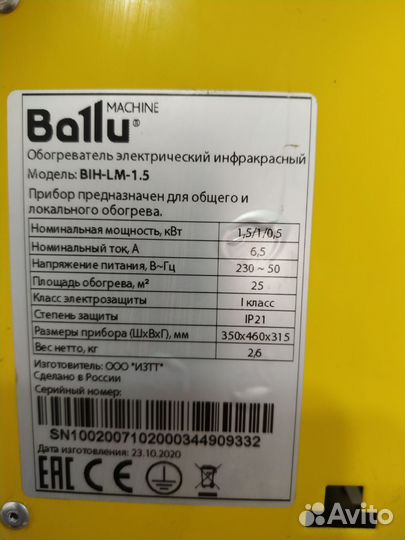 Ballu MACHINE ®
Обогреватель электрический инфракрасный
Модель: BIH-LM-1.5
Прибор предназначен для общего и
локального обогрева.
Номинальная мощность, кВт 1,5/1/0,5
Номинальный ток, А 6,5
Напряжение питания, В~Гц 230 ~ 50
Площадь обогрева, м² 25
Класс электрозащиты I класс
Степень защиты IP21
Размеры прибора (ШхВхГ), мм 350х460х315
Вес нетто, кг 2,6
Изготовитель: ООО "ИЗТТ"
Сделано в России
Серийный номер:
SN1002007102000344909332
Дата изготовления: 23.10.2020
EAC CE
Avito